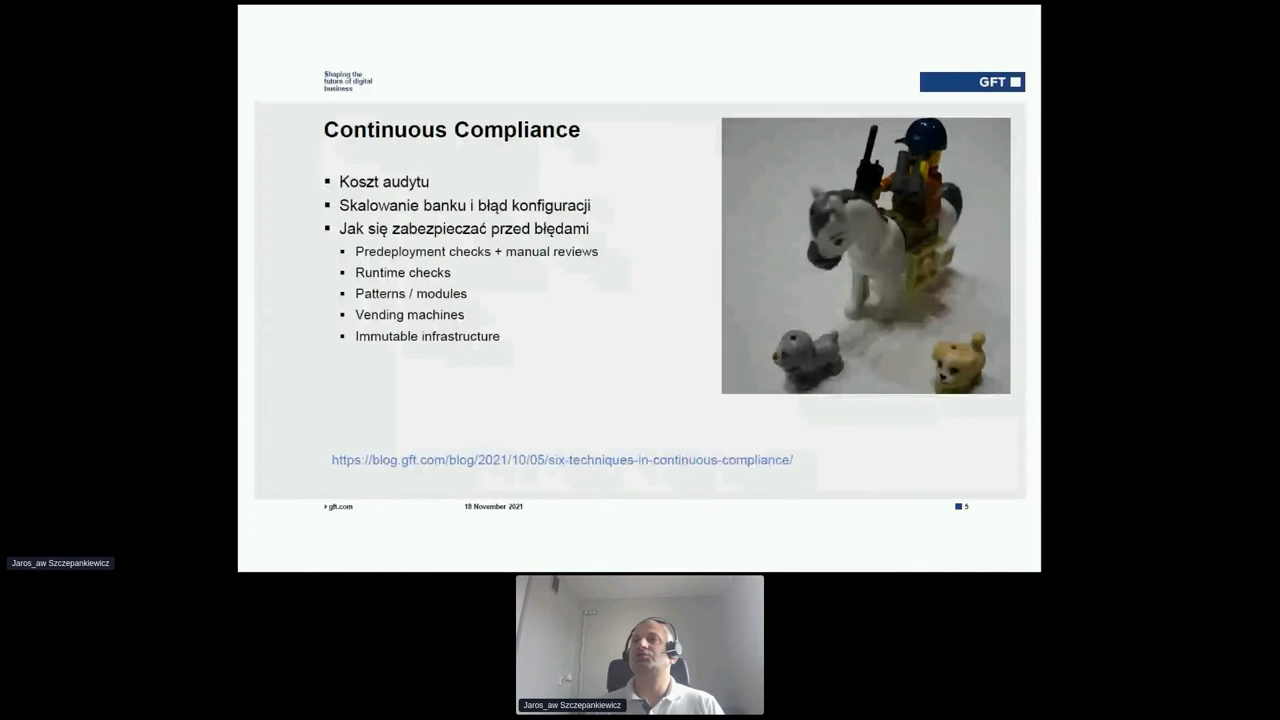 Shaping the
future of digital
business
GFT
Continuous Compliance
Koszt audytu
Skalowanie banku i błąd konfiguracji
Jak się zabezpieczać przed błędami
Predeployment checks + manual reviews
Runtime checks
Patterns / modules
Vending machines
Immutable infrastructure
https://blog.gft.com/blog/2021/10/05/six-techniques-in-continuous-compliance/
› gft.com
18 November 2021
5
Jaros_aw Szczepankiewicz
Jaros_aw Szczepankiewicz